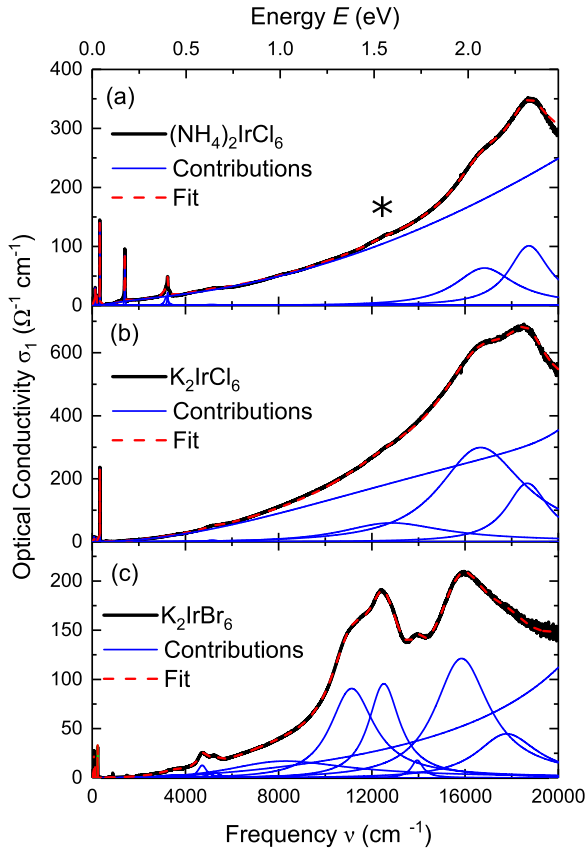 Energy E (eV)
0.0 0.5 1.0 1.5 2.0
400
(a)
300
(NH₄)₂IrCl₆
Contributions
200
Fit
*
100
0
(b)
600
K₂IrCl₆
400
Contributions
Fit
200
0
(c)
200
K₂IrBr₆
150
Contributions
100
Fit
50
0
0 4000 8000 12000 16000 20000
Frequency ν (cm⁻¹)
Optical Conductivity σ₁ (Ω⁻¹ cm⁻¹)